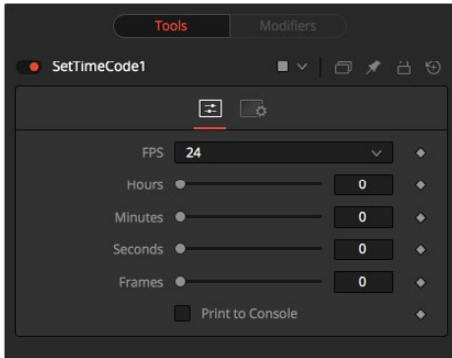 Tools Modifiers
SetTimeCode1
FPS 24
Hours 0
Minutes 0
Seconds 0
Frames 0
Print to Console